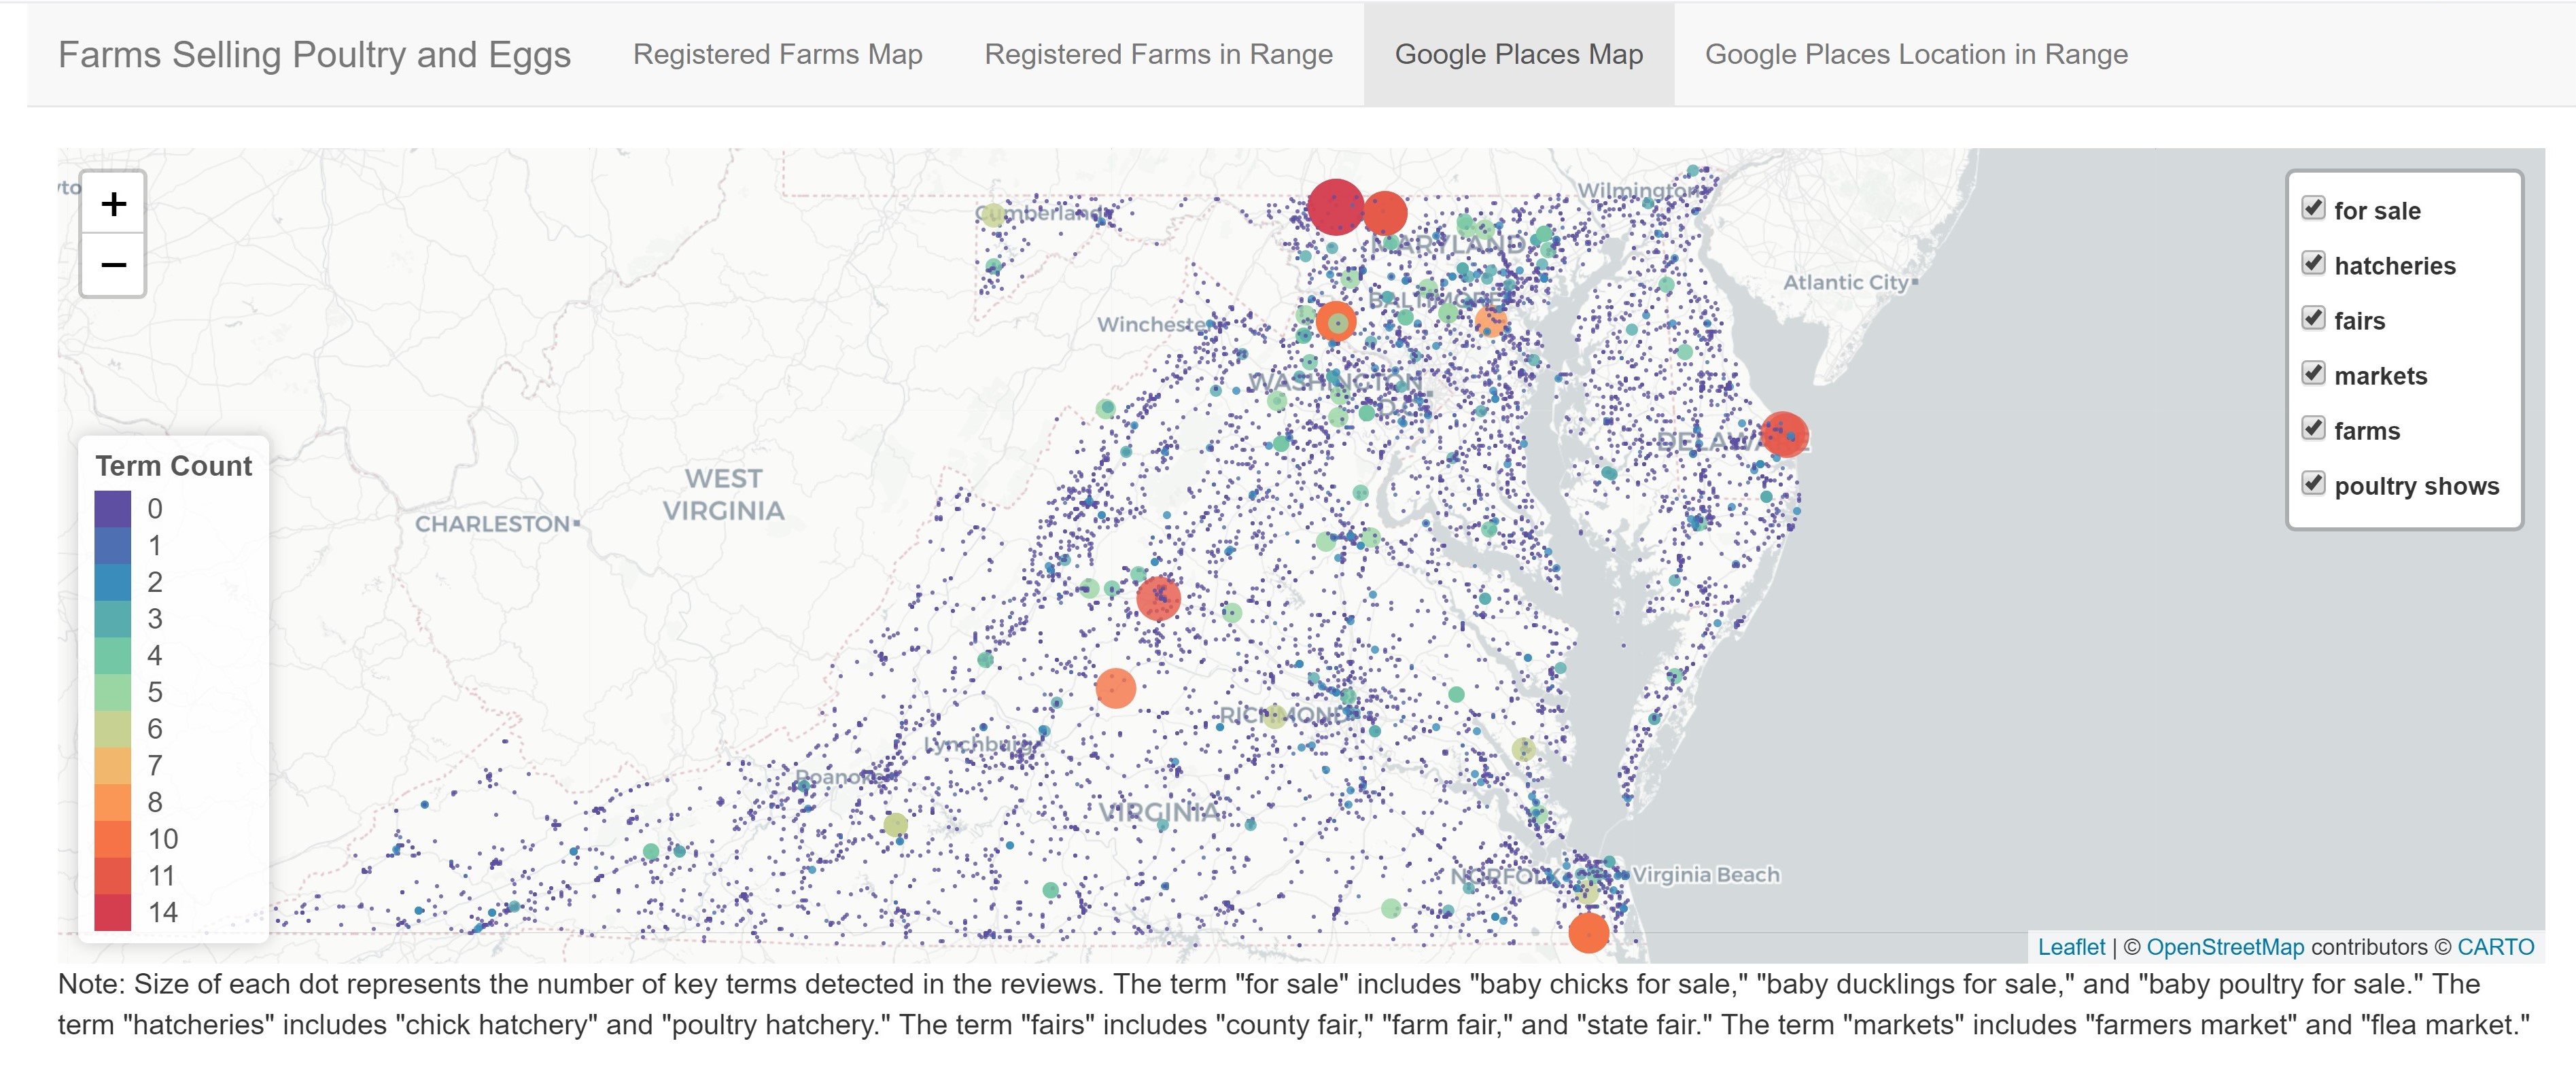 Farms Selling Poultry and Eggs Registered Farms Map Registered Farms in Range Google Places Map Google Places Location in Range
+
−
Wilmington
Cumberland
MARYLAND
Atlantic City
BALTIMORE
Winchester
WASHINGTON
DELAWARE
WEST
VIRGINIA
CHARLESTON
RICHMOND
Lynchburg
Roanoke
VIRGINIA
NORFOLK
Virginia Beach
for sale
hatcheries
fairs
markets
farms
poultry shows
Term Count
0
1
2
3
4
5
6
7
8
10
11
14
Leaflet | © OpenStreetMap contributors © CARTO
Note: Size of each dot represents the number of key terms detected in the reviews. The term "for sale" includes "baby chicks for sale," "baby ducklings for sale," and "baby poultry for sale." The
term "hatcheries" includes "chick hatchery" and "poultry hatchery." The term "fairs" includes "county fair," "farm fair," and "state fair." The term "markets" includes "farmers market" and "flea market."